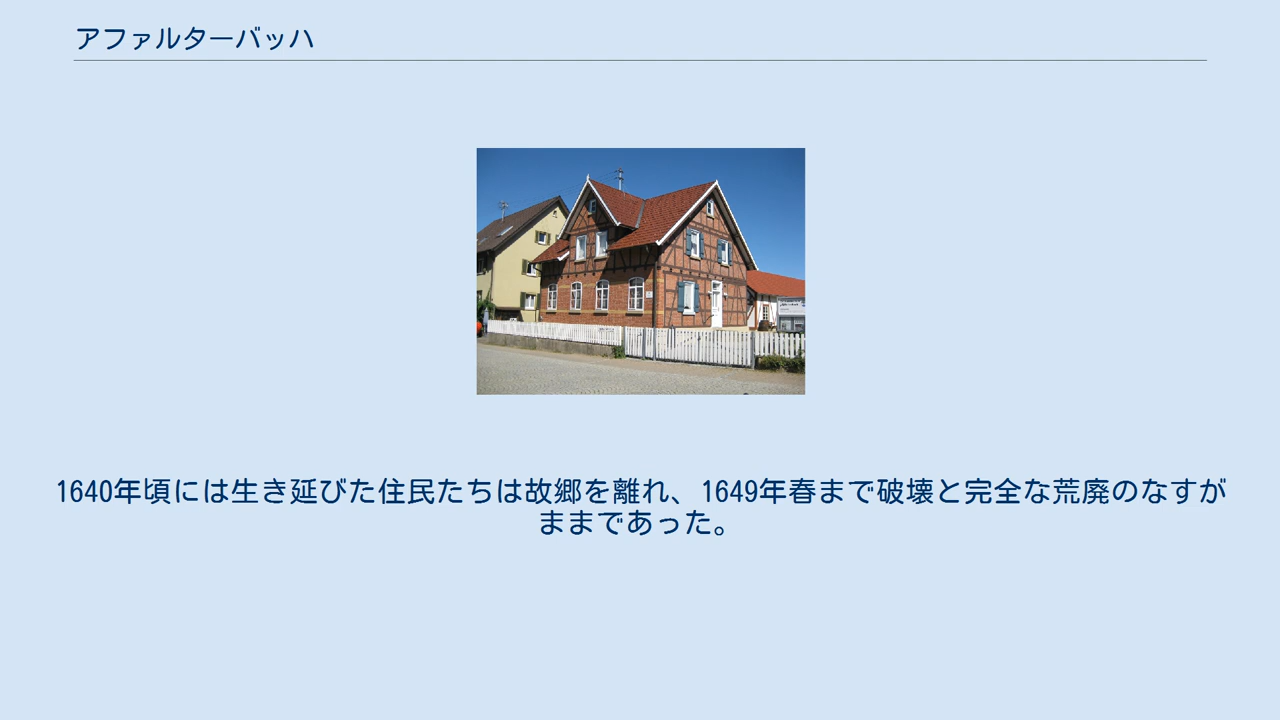 アファルターバッハ
1640年頃には生き延びた住民たちは故郷を離れ、1649年春まで破壊と完全な荒廃のなすが
ままであった。